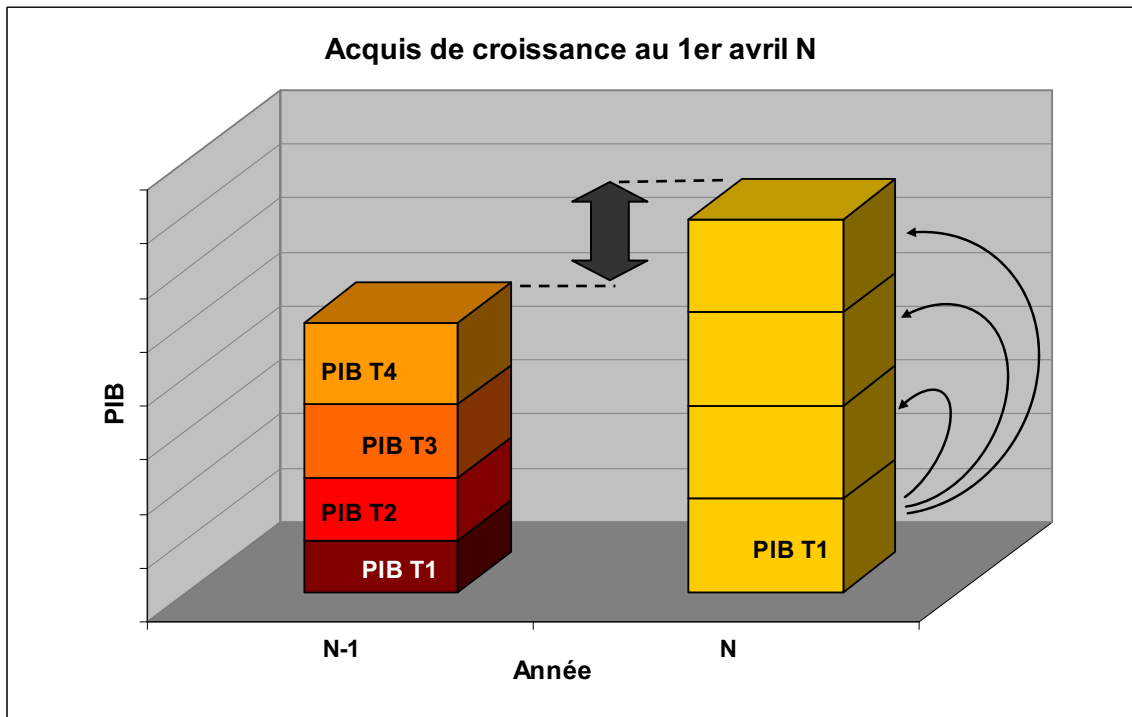 Acquis de croissance au 1er avril N
PIB
PIB T4
PIB T3
PIB T2
PIB T1
PIB T1
N-1
N
Année